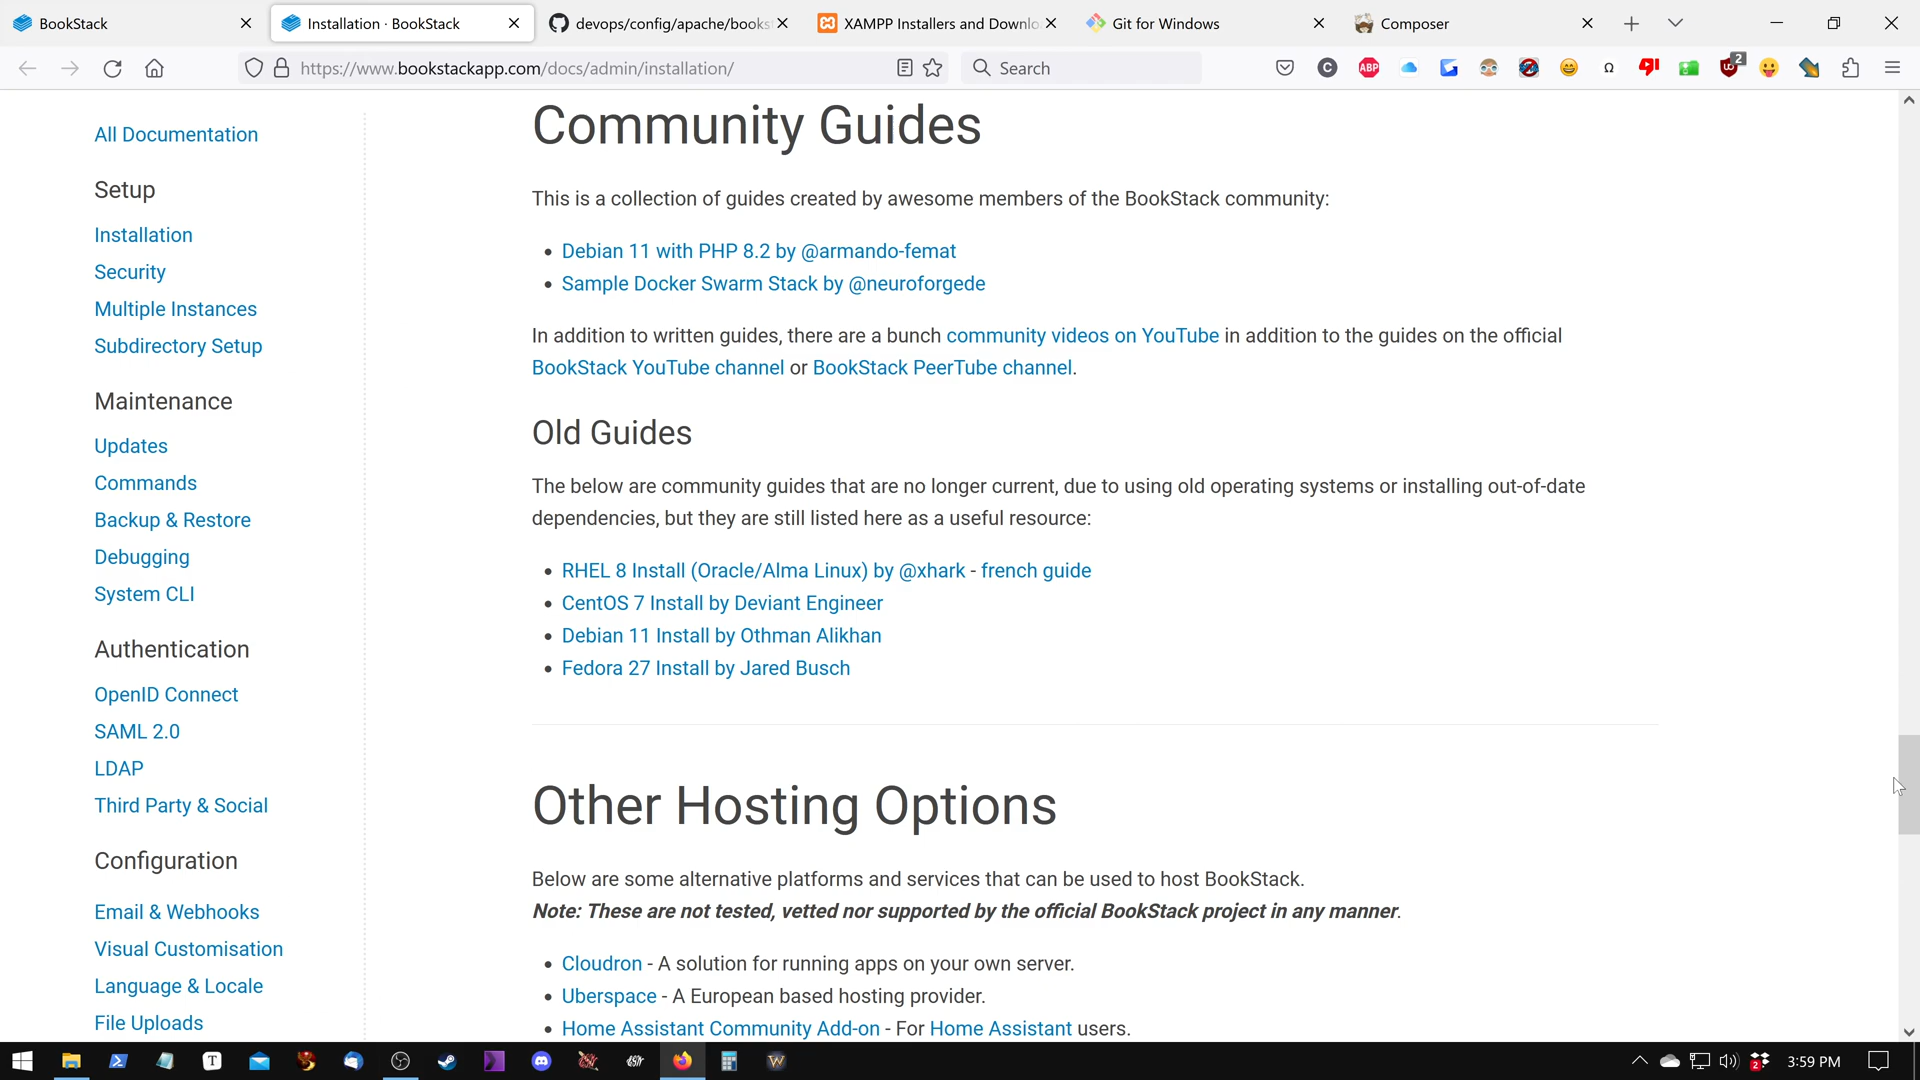 BookStack
Installation · BookStack
devops/config/apache/bookst
XAMPP Installers and Downlo
Git for Windows
Composer
https://www.bookstackapp.com/docs/admin/installation/
Search
C
ABP
Ω
2
All Documentation
Setup
Installation
Security
Multiple Instances
Subdirectory Setup
Maintenance
Updates
Commands
Backup & Restore
Debugging
System CLI
Authentication
OpenID Connect
SAML 2.0
LDAP
Third Party & Social
Configuration
Email & Webhooks
Visual Customisation
Language & Locale
File Uploads
Community Guides
This is a collection of guides created by awesome members of the BookStack community:
Debian 11 with PHP 8.2 by @armando-femat
Sample Docker Swarm Stack by @neuroforgede
In addition to written guides, there are a bunch community videos on YouTube in addition to the guides on the official
BookStack YouTube channel or BookStack PeerTube channel.
Old Guides
The below are community guides that are no longer current, due to using old operating systems or installing out-of-date
dependencies, but they are still listed here as a useful resource:
RHEL 8 Install (Oracle/Alma Linux) by @xhark - french guide
CentOS 7 Install by Deviant Engineer
Debian 11 Install by Othman Alikhan
Fedora 27 Install by Jared Busch
Other Hosting Options
Below are some alternative platforms and services that can be used to host BookStack.
Note: These are not tested, vetted nor supported by the official BookStack project in any manner.
Cloudron - A solution for running apps on your own server.
Uberspace - A European based hosting provider.
Home Assistant Community Add-on - For Home Assistant users.
T
W
2
3:59 PM